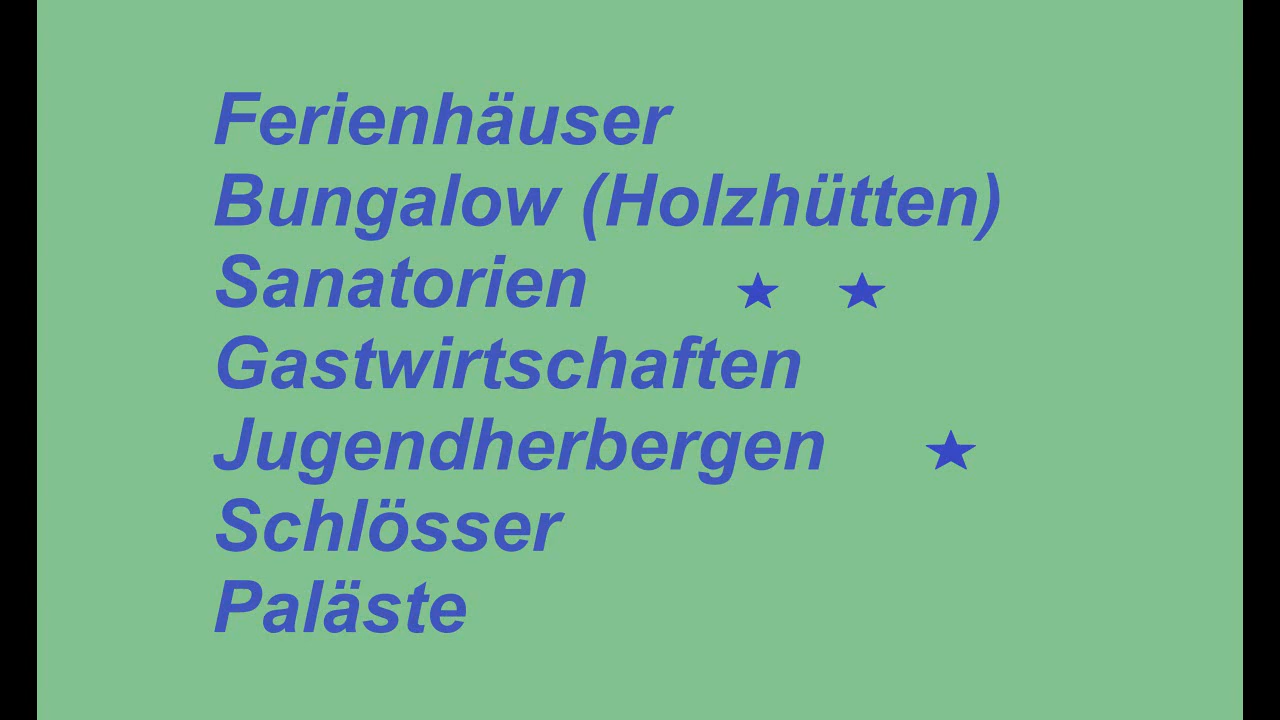 Ferienhäuser
Bungalow (Holzhütten)
Sanatorien
Gastwirtschaften
Jugendherbergen
Schlösser
Paläste